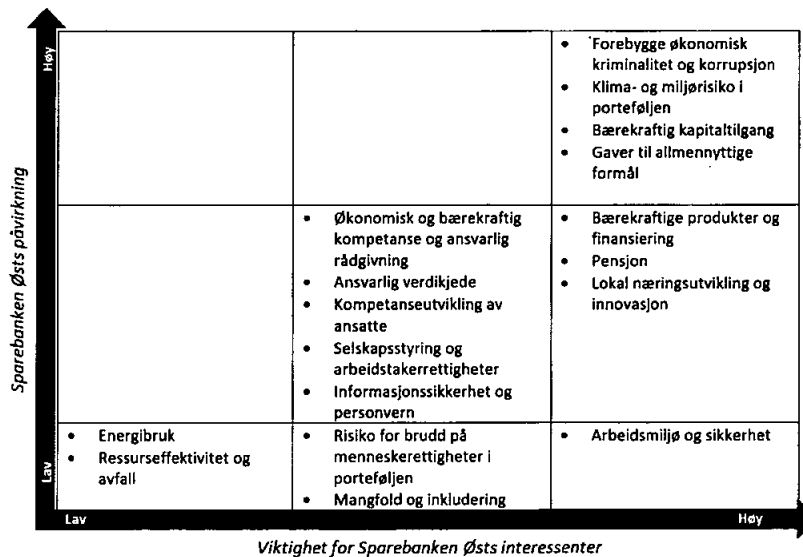 Høy
• Forebygge økonomisk
kriminalitet og korrupsjon
• Klima- og miljørisiko i
porteføljen
• Bærekraftig kapitaltilgang
• Gaver til allmennyttige
formål
Sparebanken Østs påvirkning
• Økonomisk og bærekraftig
kompetanse og ansvarlig
rådgivning
• Ansvarlig verdikjede
• Kompetanseutvikling av
ansatte
• Selskapsstyring og
arbeidstakerrettigheter
• Informasjonssikkerhet og
personvern
• Bærekraftige produkter og
finansiering
• Pensjon
• Lokal næringsutvikling og
innovasjon
• Energibruk
• Ressurseffektivitet og
avfall
• Risiko for brudd på
menneskerettigheter i
porteføljen
• Mangfold og inkludering
• Arbeidsmiljø og sikkerhet
Lav
Lav
Høy
Viktighet for Sparebanken Østs interessenter